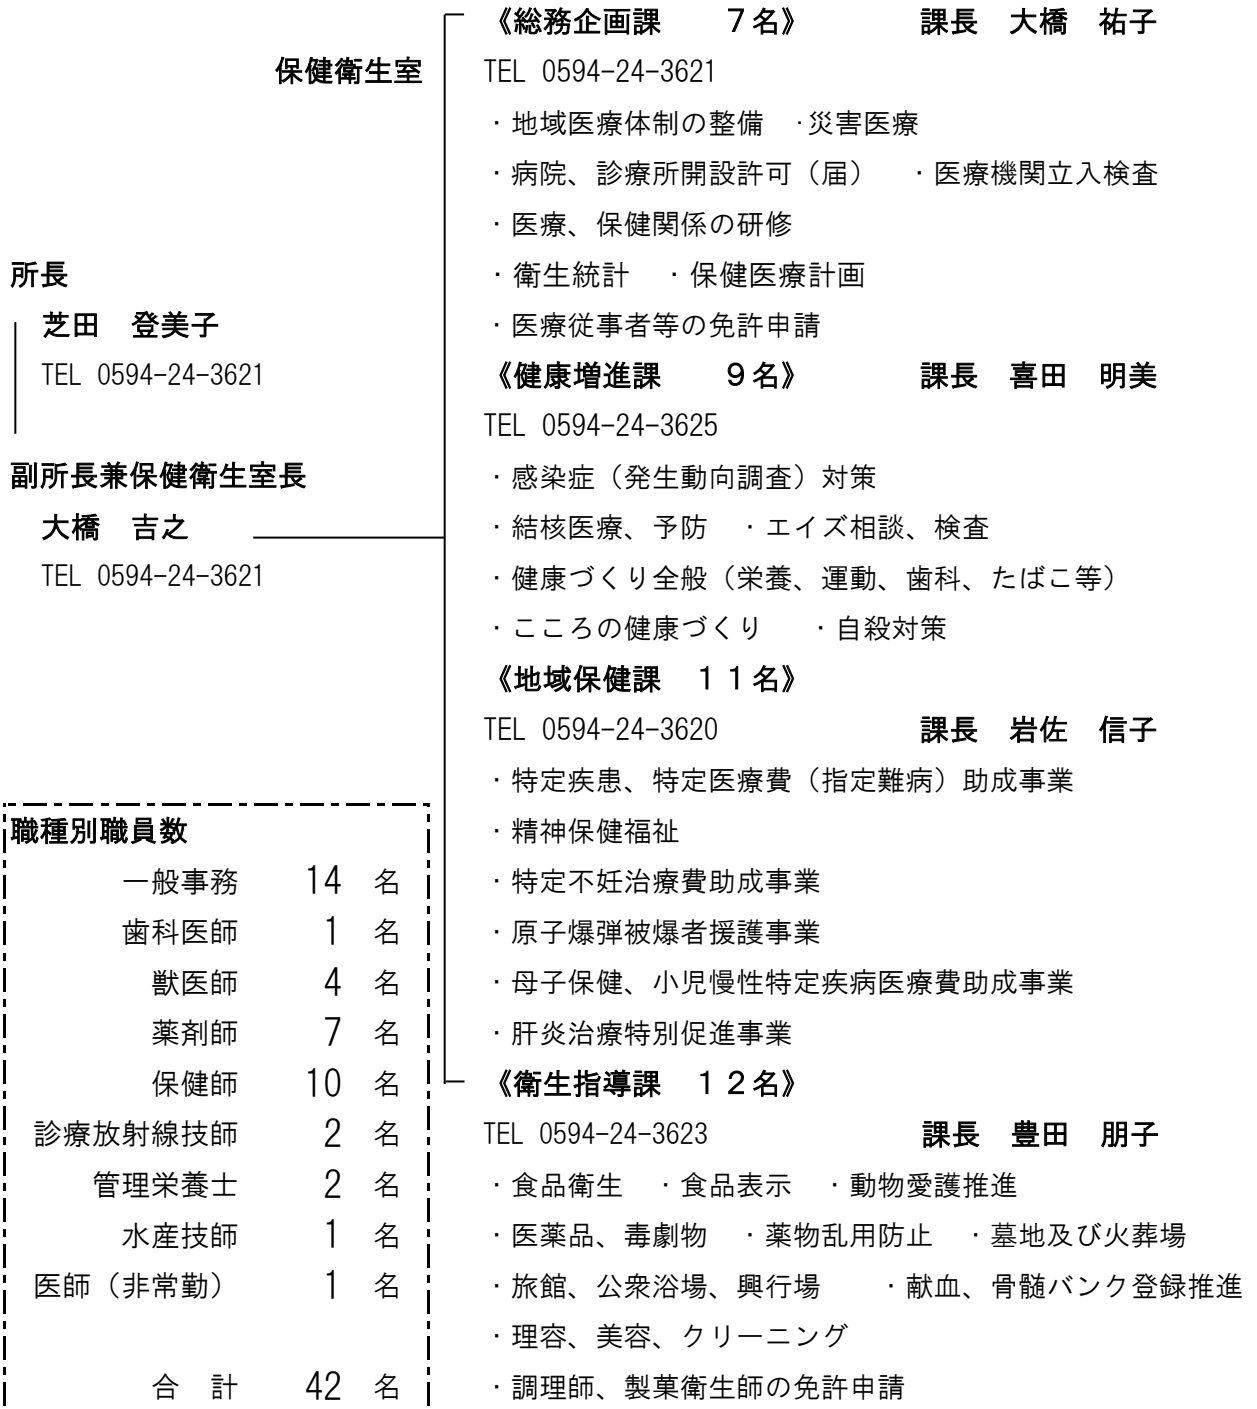 所長
芝田　登美子
TEL 0594-24-3621
副所長兼保健衛生室長
大橋　吉之
TEL 0594-24-3621
保健衛生室
《総務企画課　　７名》　　　　課長　大橋　祐子
TEL 0594-24-3621
・地域医療体制の整備　・災害医療
・病院、診療所開設許可（届）　・医療機関立入検査
・医療、保健関係の研修
・衛生統計　・保健医療計画
・医療従事者等の免許申請
《健康増進課　　９名》　　　　課長　喜田　明美
TEL 0594-24-3625
・感染症（発生動向調査）対策
・結核医療、予防　・エイズ相談、検査
・健康づくり全般（栄養、運動、歯科、たばこ等）
・こころの健康づくり　　・自殺対策
《地域保健課　１１名》
TEL 0594-24-3620　　　　課長　岩佐　信子
・特定疾患、特定医療費（指定難病）助成事業
・精神保健福祉
・特定不妊治療費助成事業
・原子爆弾被爆者援護事業
・母子保健、小児慢性特定疾病医療費助成事業
・肝炎治療特別促進事業
《衛生指導課　１２名》
TEL 0594-24-3623　　　　課長　豊田　朋子
・食品衛生　・食品表示　・動物愛護推進
・医薬品、毒劇物　・薬物乱用防止　・墓地及び火葬場
・旅館、公衆浴場、興行場　　・献血、骨髄バンク登録推進
・理容、美容、クリーニング
・調理師、製菓衛生師の免許申請
職種別職員数
一般事務　14　名
歯科医師　1　名
獣医師　4　名
薬剤師　7　名
保健師　10　名
診療放射線技師　2　名
管理栄養士　2　名
水産技師　1　名
医師（非常勤）　1　名
合　計　42　名